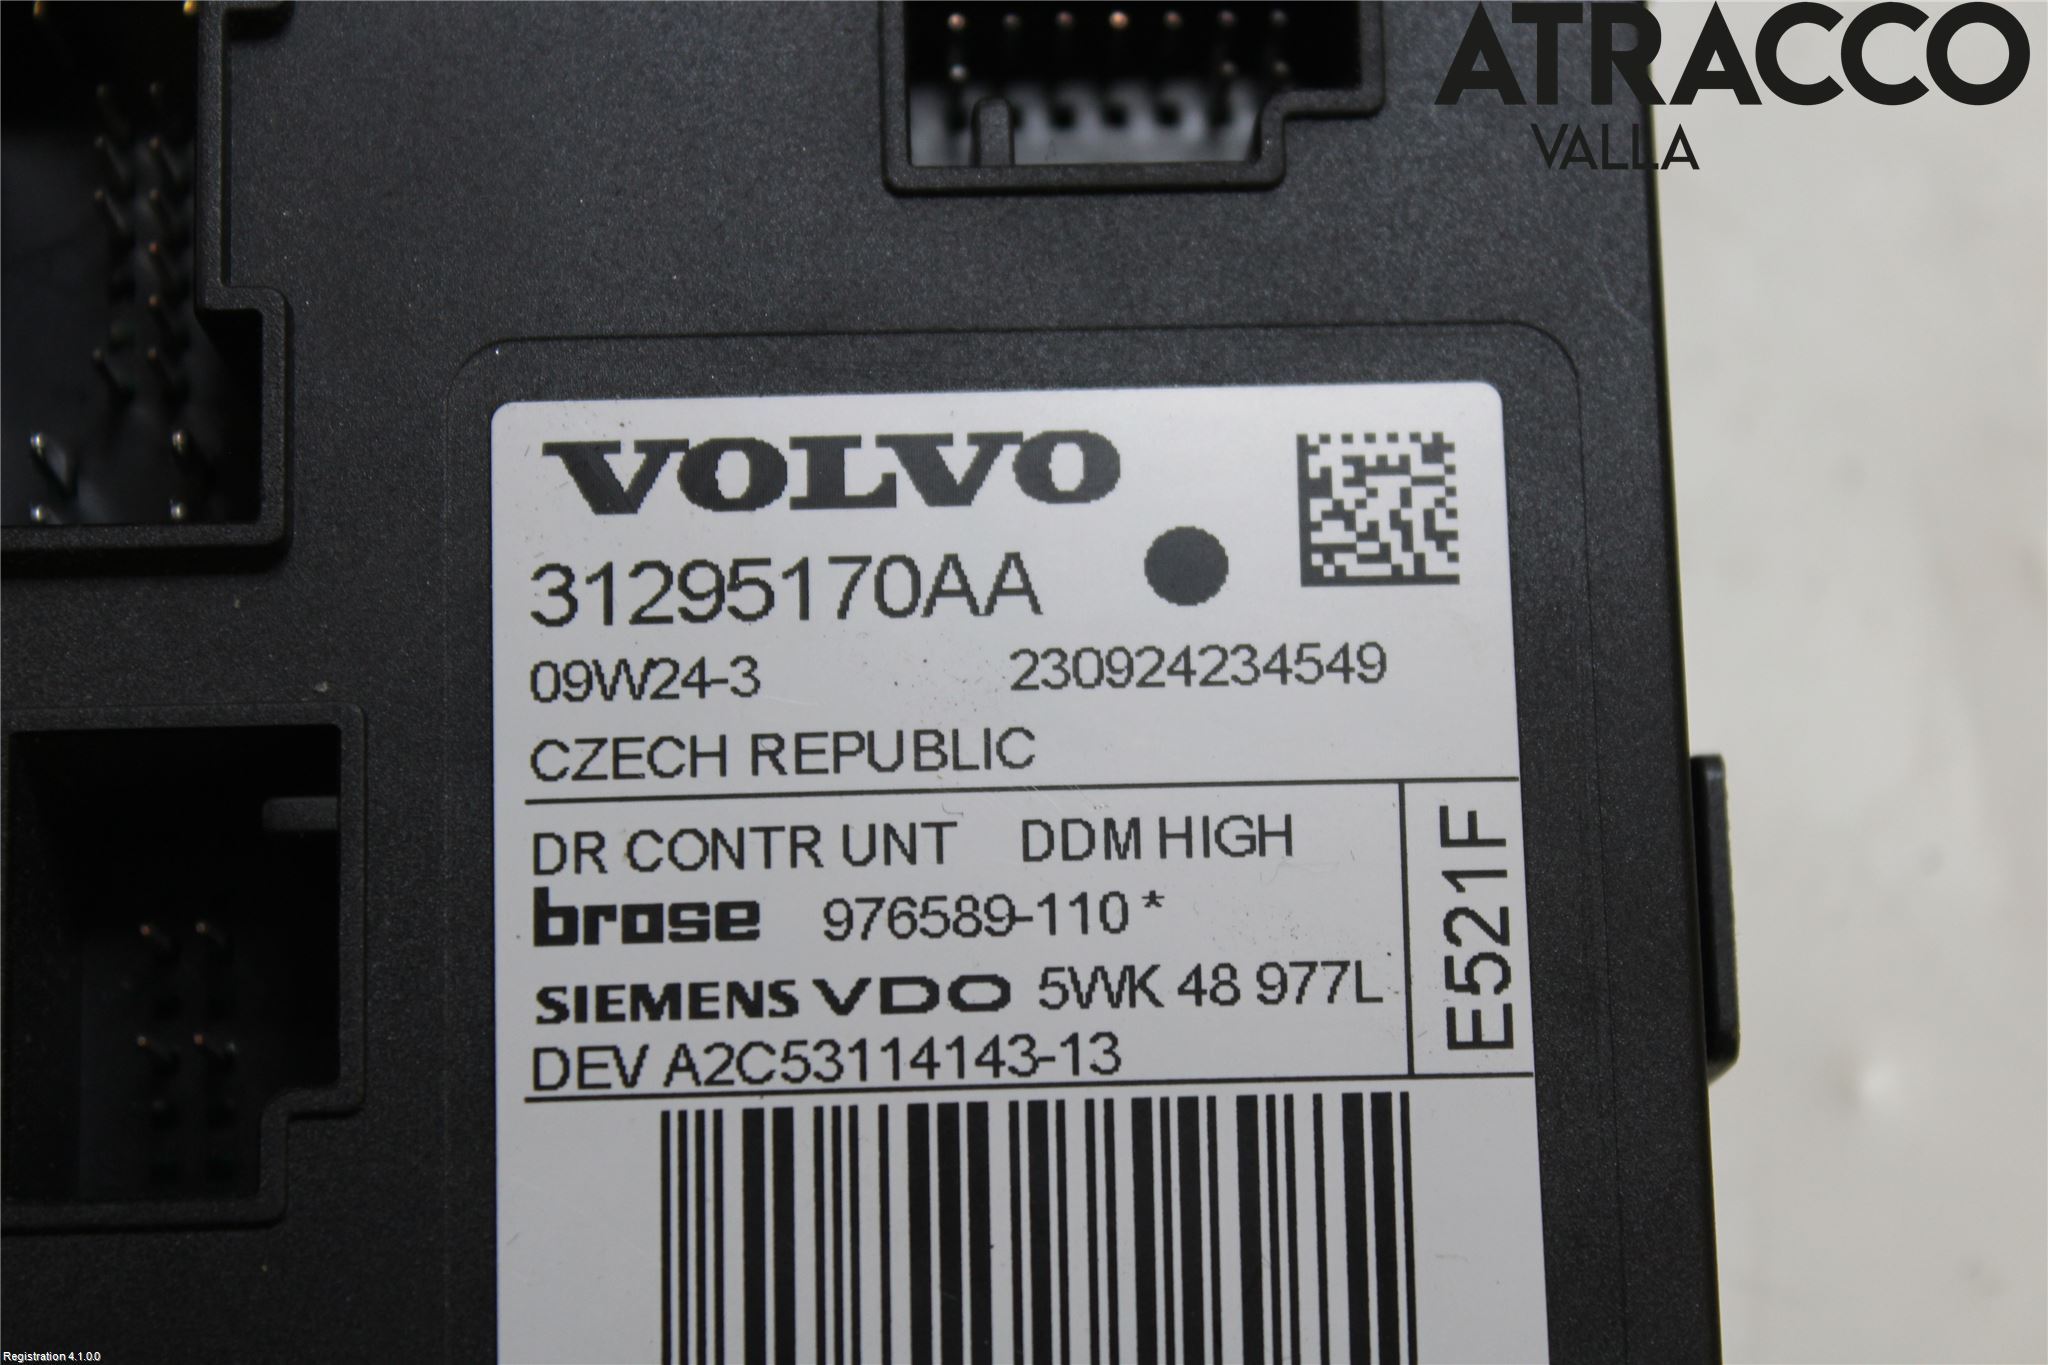 ATRACCO
VALLA
VOLVO
31295170AA
09W24-3 230924234549
CZECH REPUBLIC
DR CONTR UNT DDM HIGH
brose 976589-110 *
SIEMENS VDO 5WK 48 977L
DEV A2C53114143-13
E521F
Registration 4.1.0.0